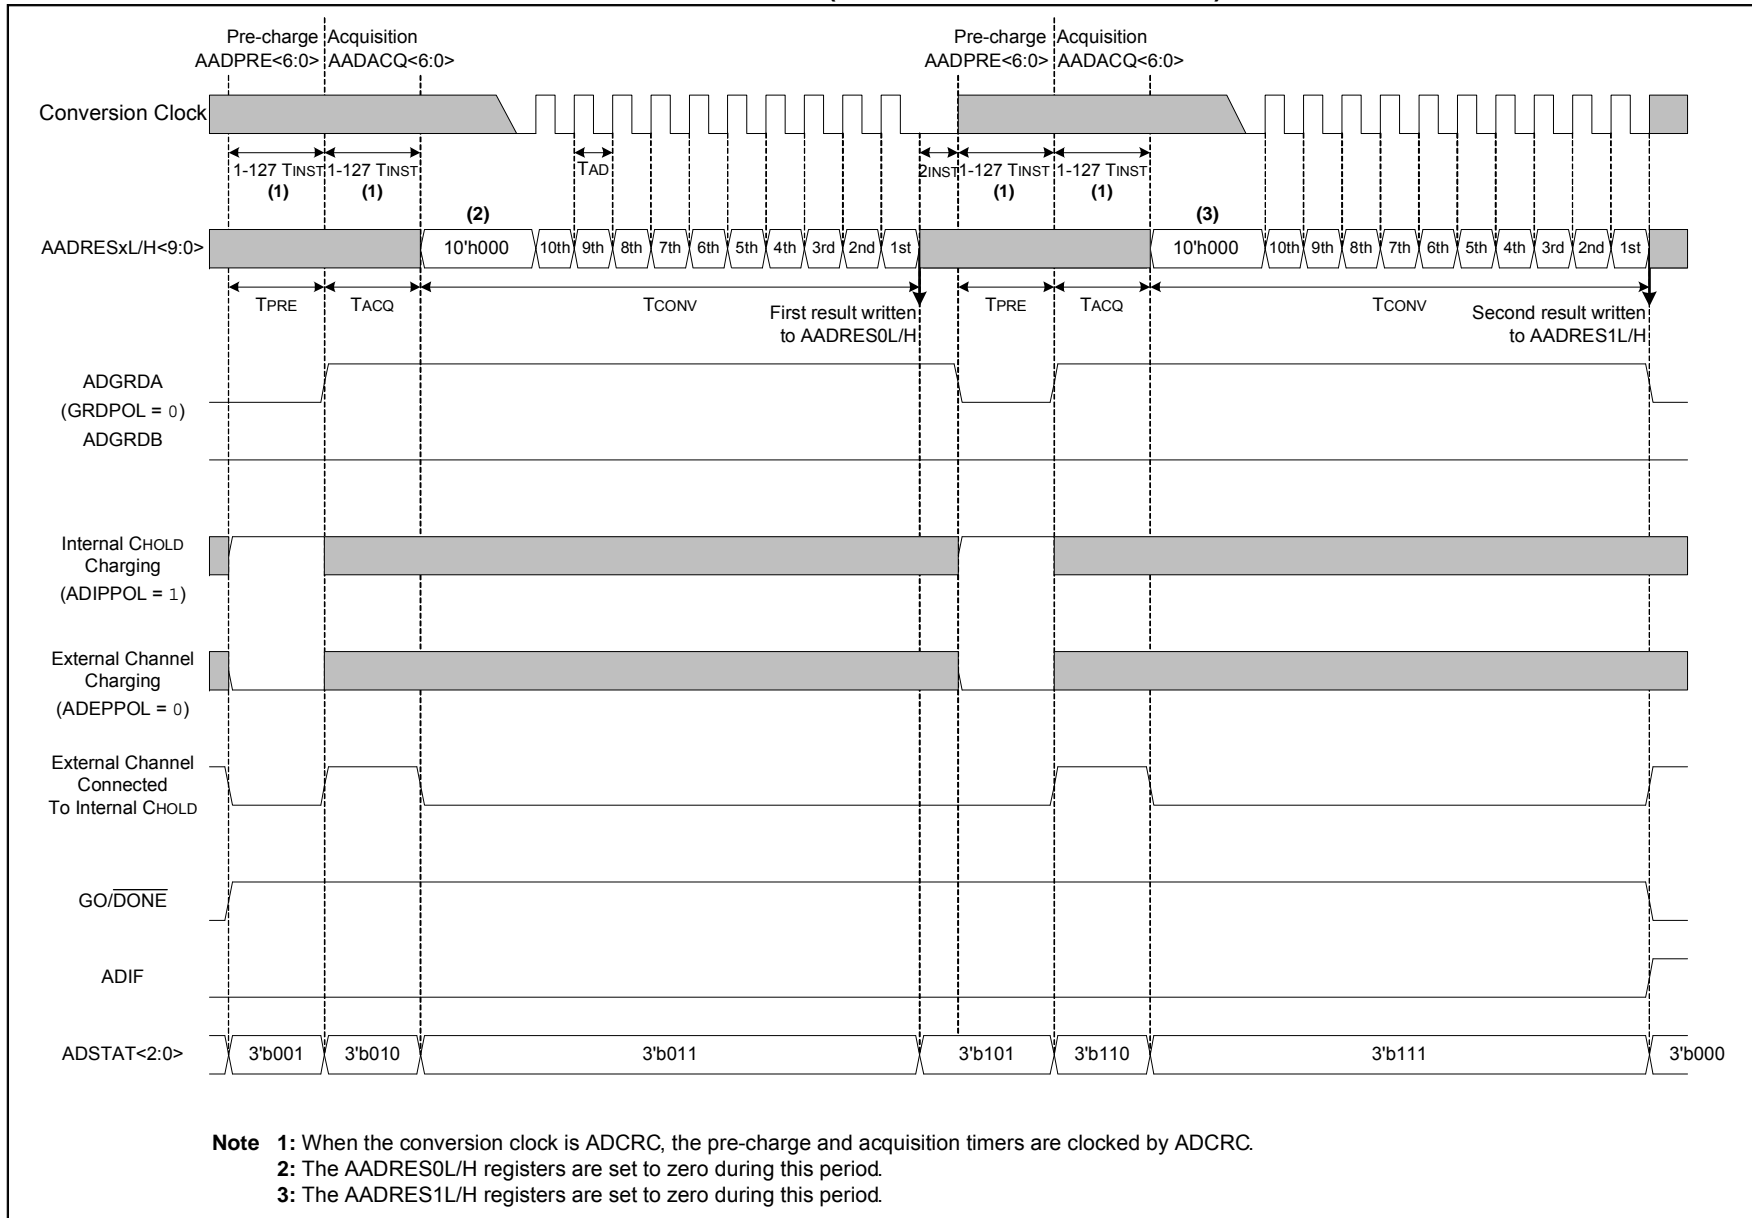 Pre-charge Acquisition Pre-charge Acquisition
AADPRE<6:0> AADACQ<6:0> AADPRE<6:0> AADACQ<6:0>
Conversion Clock
1-127 TINST 1-127 TINST TAD 2INST 1-127 TINST 1-127 TINST
(1) (1) (1) (1)
(2) (3)
AADRESxL/H<9:0> 10'h000 10th 9th 8th 7th 6th 5th 4th 3rd 2nd 1st 10'h000 10th 9th 8th 7th 6th 5th 4th 3rd 2nd 1st
TPRE TACQ TCONV TPRE TACQ TCONV
First result written Second result written
to AADRES0L/H to AADRES1L/H
ADGRDA
(GRDPOL = 0)
ADGRDB
Internal CHOLD
Charging
(ADIPPOL = 1)
External Channel
Charging
(ADEPPOL = 0)
External Channel
Connected
To Internal CHOLD
GO/DONE
ADIF
ADSTAT<2:0> 3'b001 3'b010 3'b011 3'b101 3'b110 3'b111 3'b000
Note 1: When the conversion clock is ADCRC, the pre-charge and acquisition timers are clocked by ADCRC.
2: The AADRES0L/H registers are set to zero during this period.
3: The AADRES1L/H registers are set to zero during this period.